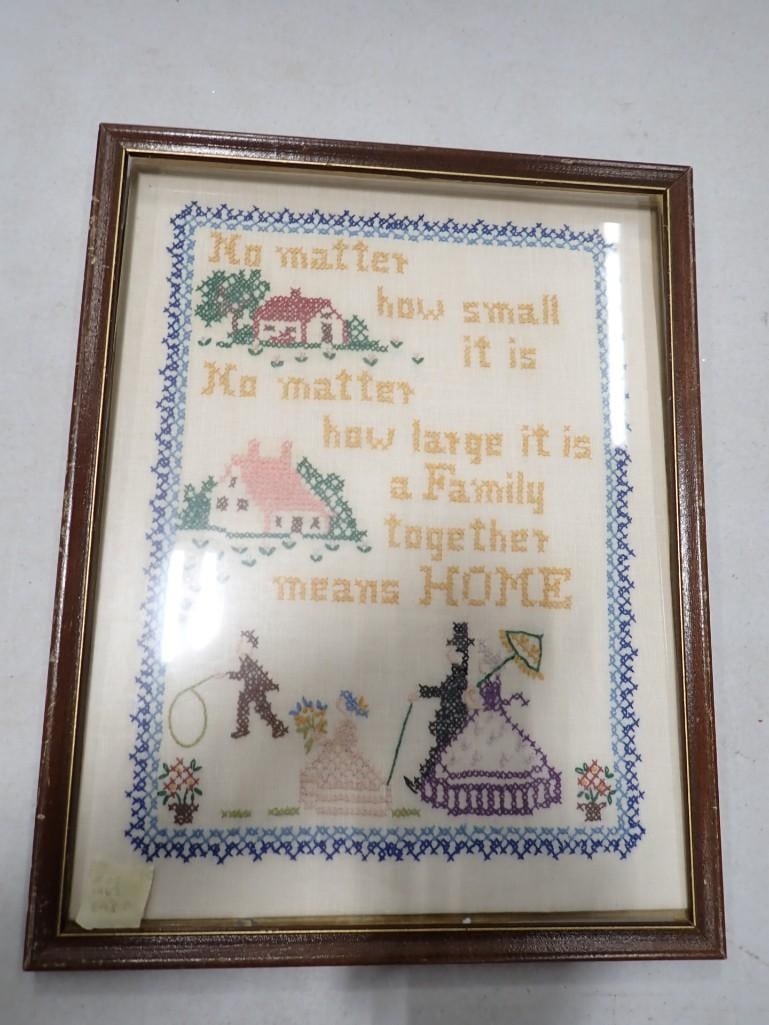 No matter
how small
it is
No matter
how large it is
a Family
together
means HOME